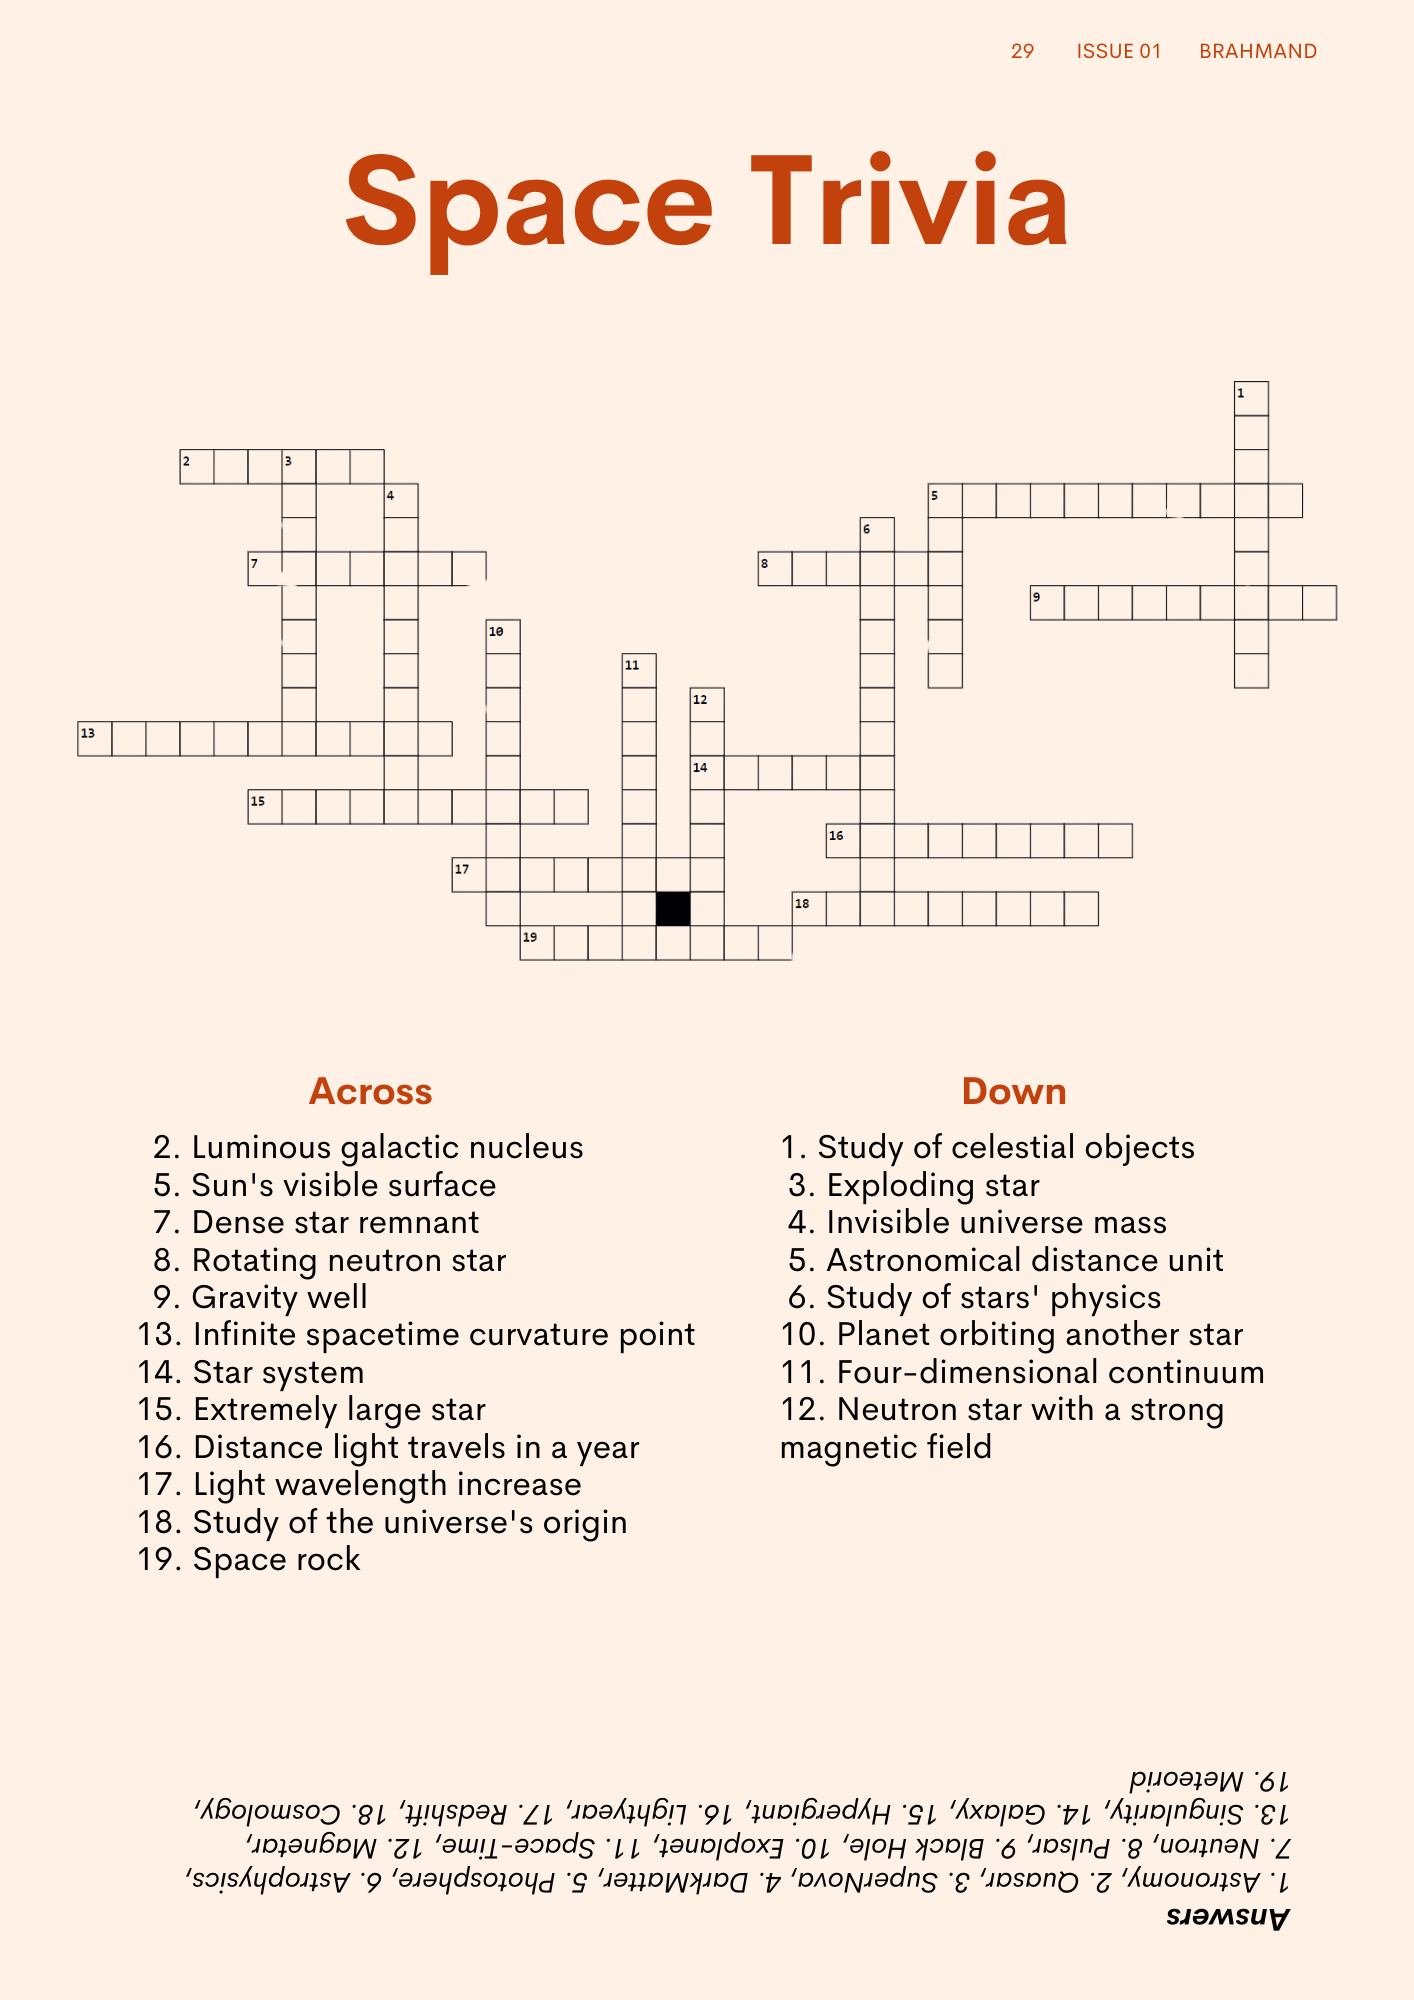 29 ISSUE 01 BRAHMAND
Space Trivia
1
2 3
4 5
6
7 8
9
10
11
12
13
14
15
16
17
18
19
Across
2. Luminous galactic nucleus
5. Sun's visible surface
7. Dense star remnant
8. Rotating neutron star
9. Gravity well
13. Infinite spacetime curvature point
14. Star system
15. Extremely large star
16. Distance light travels in a year
17. Light wavelength increase
18. Study of the universe's origin
19. Space rock
Down
1. Study of celestial objects
3. Exploding star
4. Invisible universe mass
5. Astronomical distance unit
6. Study of stars' physics
10. Planet orbiting another star
11. Four-dimensional continuum
12. Neutron star with a strong
magnetic field
Answers
1. Astronomy, 2. Quasar, 3. SuperNova, 4. DarkMatter, 5. Photosphere, 6. Astrophysics,
7. Neutron, 8. Pulsar, 9. Black Hole, 10. Exoplanet, 11. Space-Time, 12. Magnetar,
13. Singularity, 14. Galaxy, 15. Hypergiant, 16. Lightyear, 17. Redshift, 18. Cosmology,
19. Meteorid